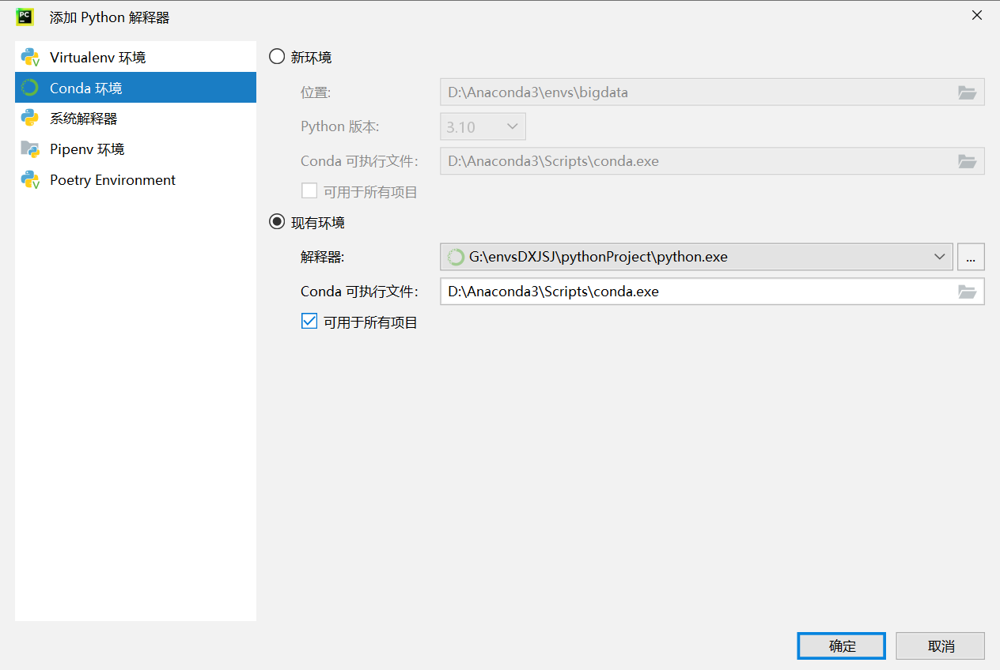 添加 Python 解释器
Virtualenv 环境
Conda 环境
系统解释器
Pipenv 环境
Poetry Environment
新环境
位置: D:\Anaconda3\envs\bigdata
Python 版本: 3.10
Conda 可执行文件: D:\Anaconda3\Scripts\conda.exe
可用于所有项目
现有环境
解释器: G:\envsDXJSJ\pythonProject\python.exe ...
Conda 可执行文件: D:\Anaconda3\Scripts\conda.exe
可用于所有项目
确定 取消